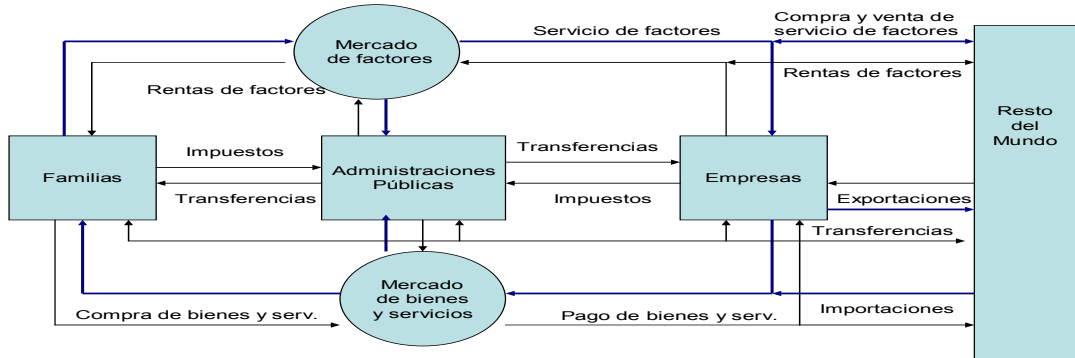 Mercado
de factores
Servicio de factores
Compra y venta de
servicio de factores
Rentas de factores
Rentas de factores
Resto
del
Mundo
Familias
Impuestos
Transferencias
Administraciones
Públicas
Transferencias
Impuestos
Empresas
Exportaciones
Transferencias
Mercado
de bienes
y servicios
Compra de bienes y serv.
Pago de bienes y serv.
Importaciones